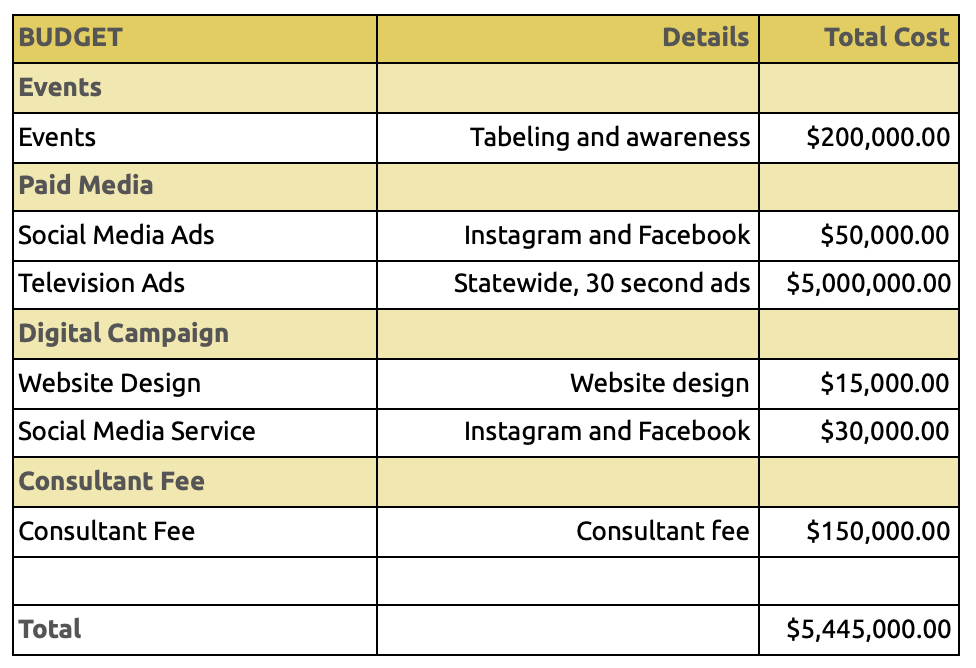 BUDGET Details Total Cost
Events
Events Tabeling and awareness $200,000.00
Paid Media
Social Media Ads Instagram and Facebook $50,000.00
Television Ads Statewide, 30 second ads $5,000,000.00
Digital Campaign
Website Design Website design $15,000.00
Social Media Service Instagram and Facebook $30,000.00
Consultant Fee
Consultant Fee Consultant fee $150,000.00
Total $5,445,000.00